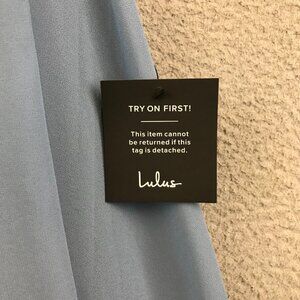 TRY ON FIRST!
This item cannot
be returned if this
tag is detached.
Lulus